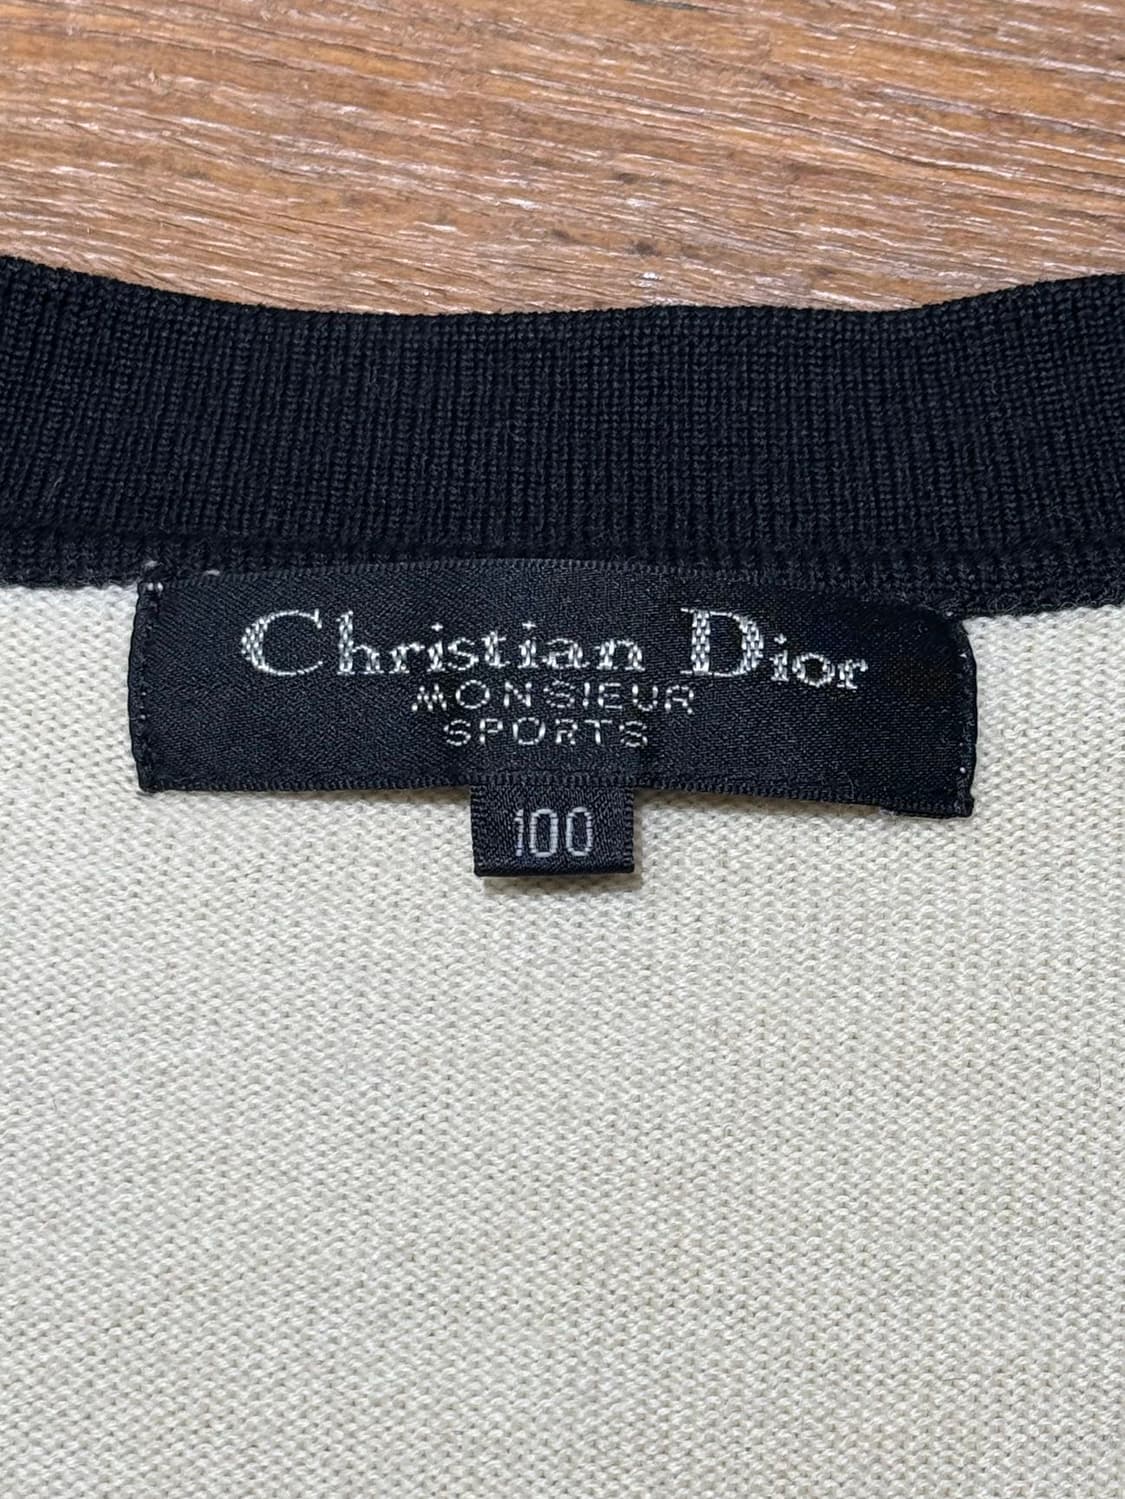 Christian Dior
MONSIEUR
SPORTS
100